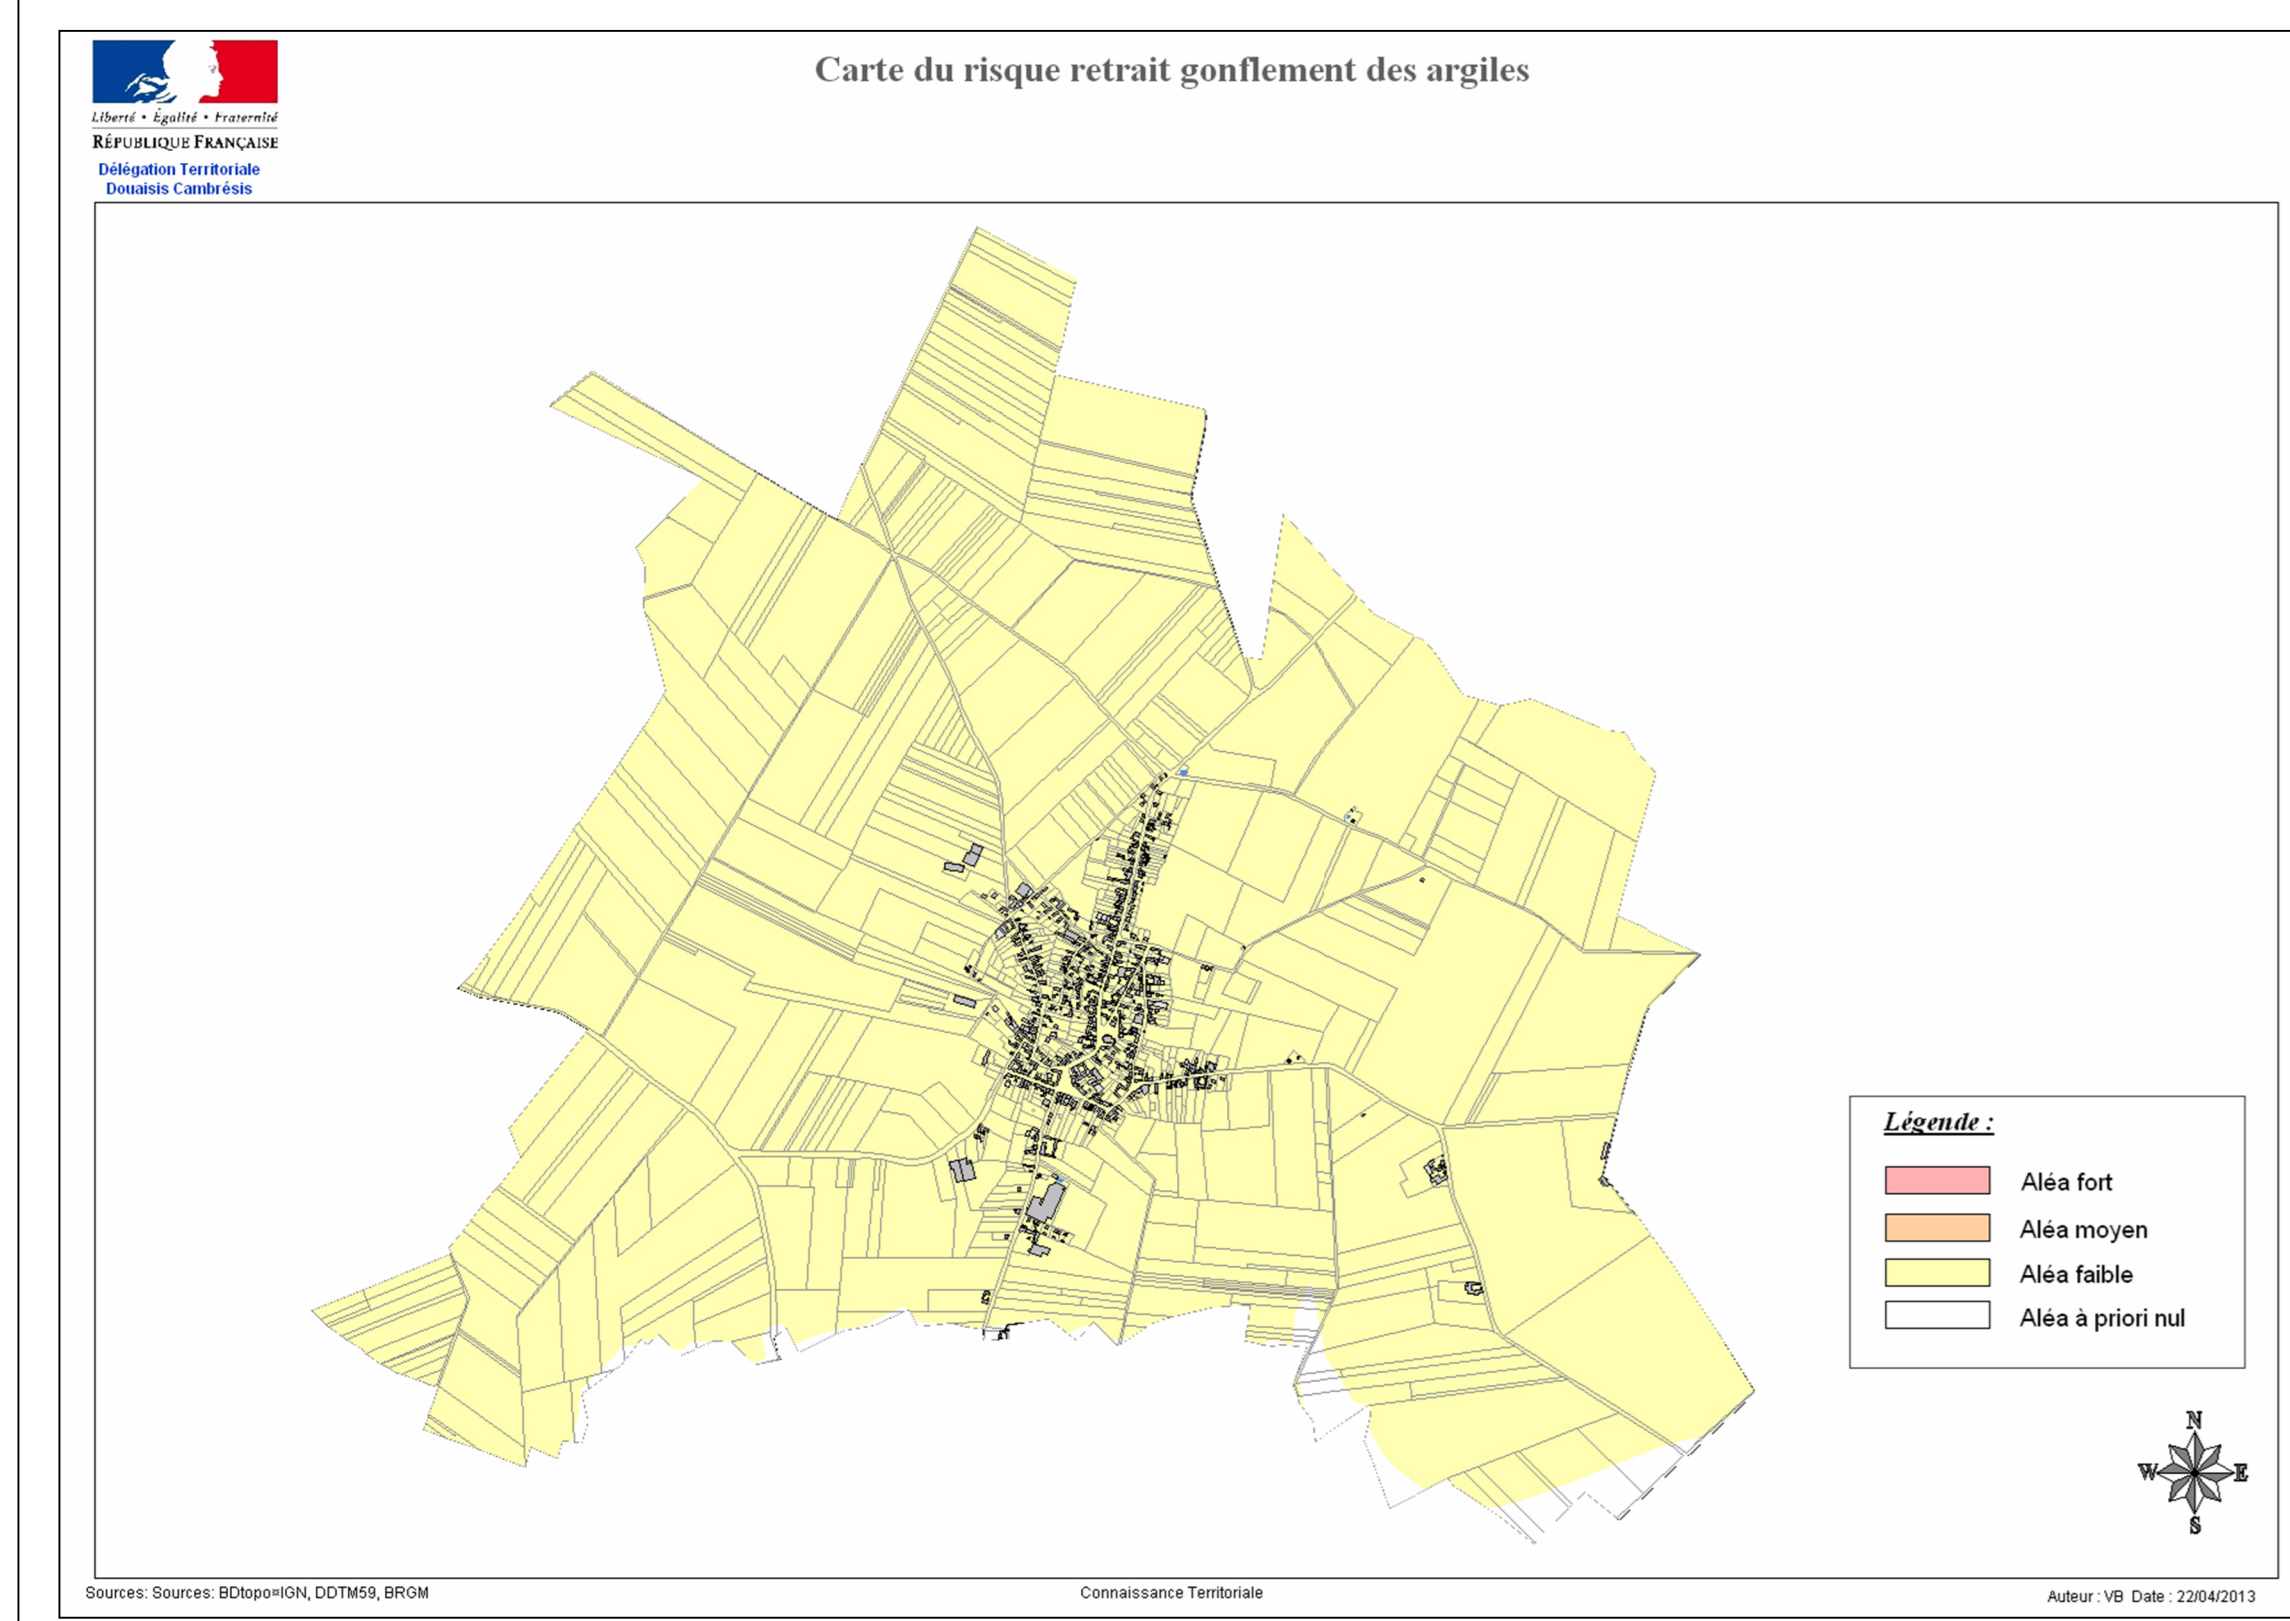 Carte du risque retrait gonflement des argiles
Liberté • Égalité • Fraternité
RÉPUBLIQUE FRANÇAISE
Délégation Territoriale
Douaisis Cambrésis
Légende :
Aléa fort
Aléa moyen
Aléa faible
Aléa à priori nul
N
W E
S
Sources: Sources: BDtopo¤IGN, DDTM59, BRGM
Connaissance Territoriale
Auteur : VB Date : 22/04/2013